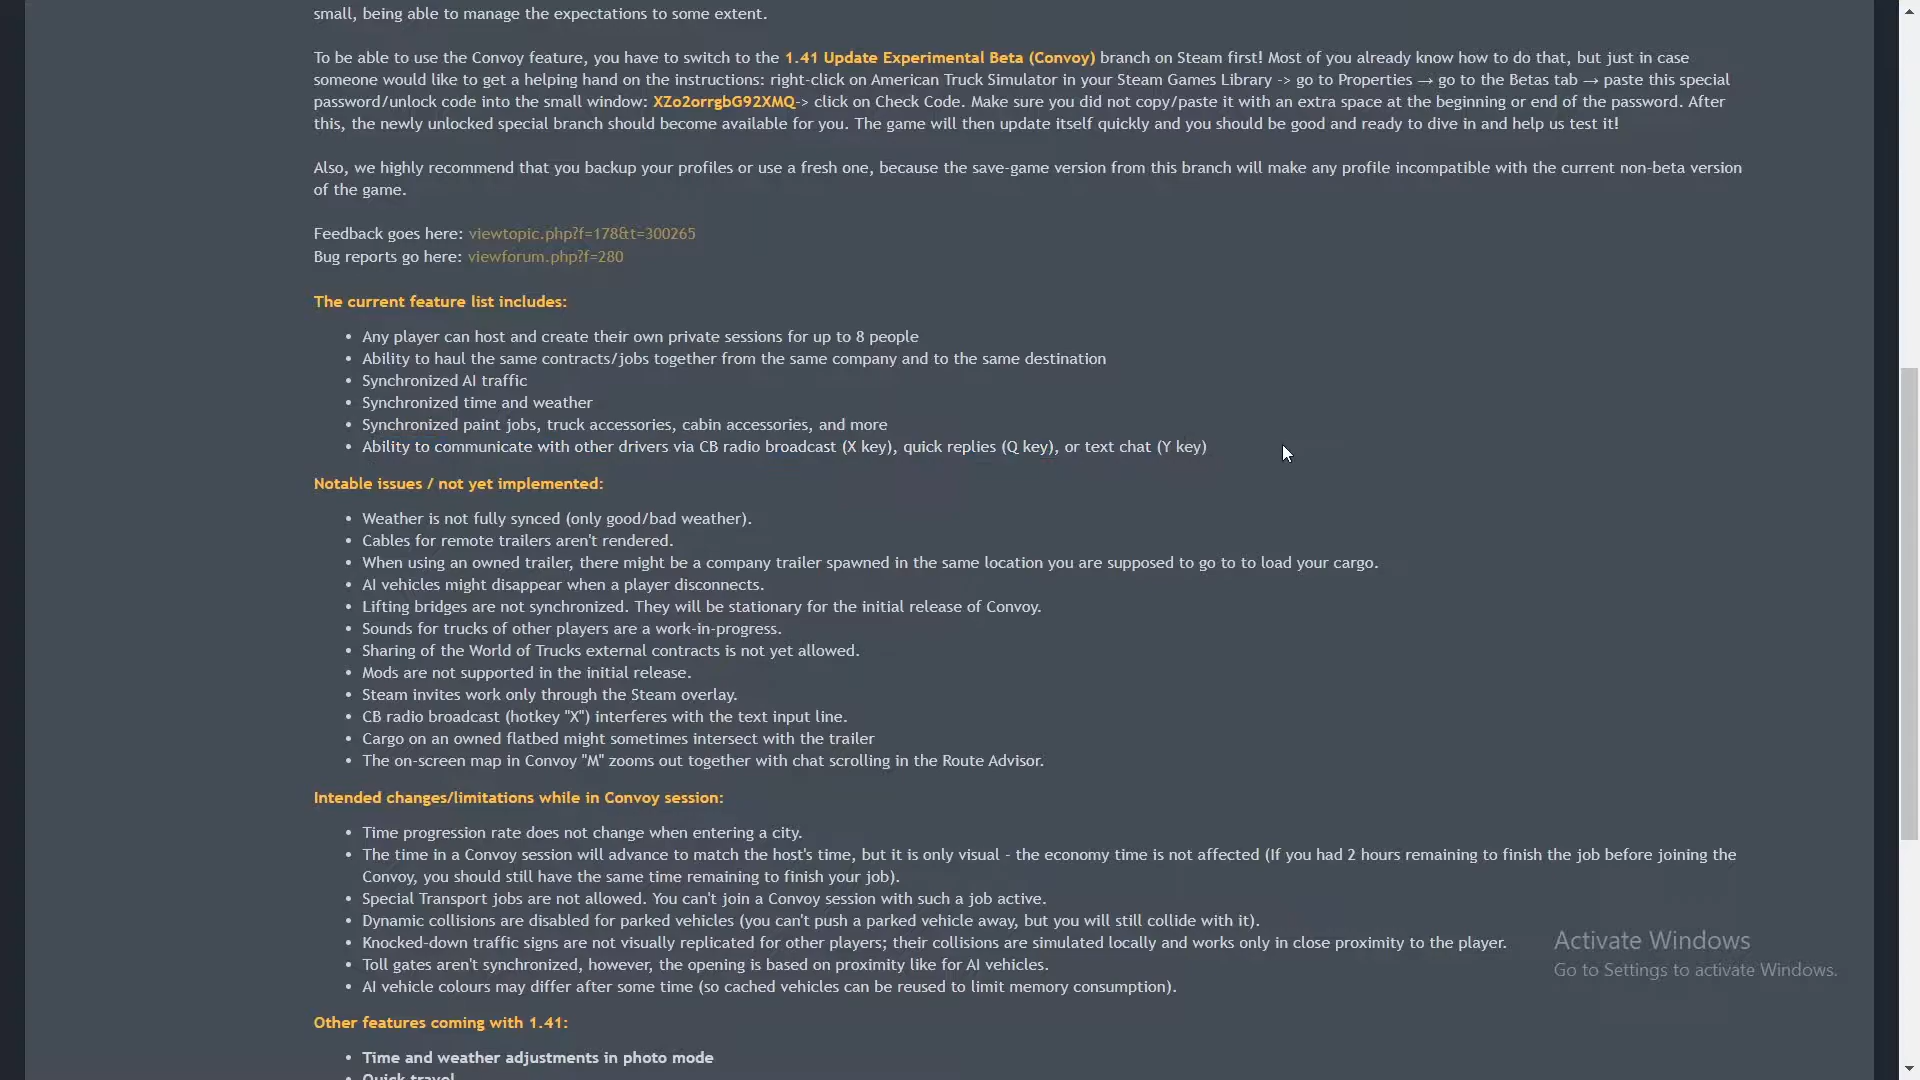 small, being able to manage the expectations to some extent.
To be able to use the Convoy feature, you have to switch to the 1.41 Update Experimental Beta (Convoy) branch on Steam first! Most of you already know how to do that, but just in case
someone would like to get a helping hand on the instructions: right-click on American Truck Simulator in your Steam Games Library -> go to Properties → go to the Betas tab → paste this special
password/unlock code into the small window: XZo2orrgbG92XMQ-> click on Check Code. Make sure you did not copy/paste it with an extra space at the beginning or end of the password. After
this, the newly unlocked special branch should become available for you. The game will then update itself quickly and you should be good and ready to dive in and help us test it!
Also, we highly recommend that you backup your profiles or use a fresh one, because the save-game version from this branch will make any profile incompatible with the current non-beta version
of the game.
Feedback goes here: viewtopic.php?f=178&t=300265
Bug reports go here: viewforum.php?f=280
The current feature list includes:
• Any player can host and create their own private sessions for up to 8 people
• Ability to haul the same contracts/jobs together from the same company and to the same destination
• Synchronized AI traffic
• Synchronized time and weather
• Synchronized paint jobs, truck accessories, cabin accessories, and more
• Ability to communicate with other drivers via CB radio broadcast (X key), quick replies (Q key), or text chat (Y key)
Notable issues / not yet implemented:
• Weather is not fully synced (only good/bad weather).
• Cables for remote trailers aren't rendered.
• When using an owned trailer, there might be a company trailer spawned in the same location you are supposed to go to to load your cargo.
• AI vehicles might disappear when a player disconnects.
• Lifting bridges are not synchronized. They will be stationary for the initial release of Convoy.
• Sounds for trucks of other players are a work-in-progress.
• Sharing of the World of Trucks external contracts is not yet allowed.
• Mods are not supported in the initial release.
• Steam invites work only through the Steam overlay.
• CB radio broadcast (hotkey "X") interferes with the text input line.
• Cargo on an owned flatbed might sometimes intersect with the trailer
• The on-screen map in Convoy "M" zooms out together with chat scrolling in the Route Advisor.
Intended changes/limitations while in Convoy session:
• Time progression rate does not change when entering a city.
• The time in a Convoy session will advance to match the host's time, but it is only visual - the economy time is not affected (If you had 2 hours remaining to finish the job before joining the
Convoy, you should still have the same time remaining to finish your job).
• Special Transport jobs are not allowed. You can't join a Convoy session with such a job active.
• Dynamic collisions are disabled for parked vehicles (you can't push a parked vehicle away, but you will still collide with it).
• Knocked-down traffic signs are not visually replicated for other players; their collisions are simulated locally and works only in close proximity to the player.
• Toll gates aren't synchronized, however, the opening is based on proximity like for AI vehicles.
• AI vehicle colours may differ after some time (so cached vehicles can be reused to limit memory consumption).
Other features coming with 1.41:
• Time and weather adjustments in photo mode
• Quick travel
Activate Windows
Go to Settings to activate Windows.